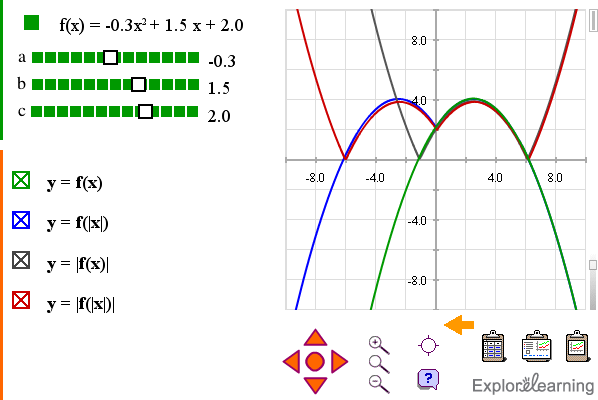 f(x) = -0.3x² + 1.5 x + 2.0
a -0.3
b 1.5
c 2.0
y = f(x)
y = f(|x|)
y = |f(x)|
y = |f(|x|)|
8.0
4.0
-8.0 -4.0 4.0 8.0
-4.0
-8.0
?
Explorelearning